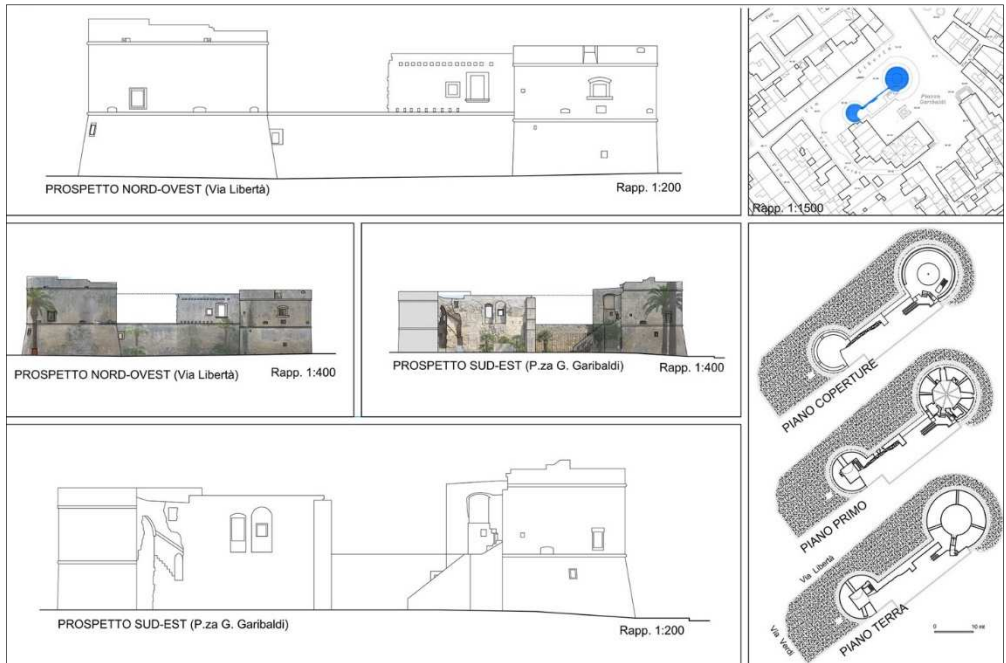 PROSPETTO NORD-OVEST (Via Libertà)
Rapp. 1:200
Piazza
Garibaldi
Rapp. 1:1500
PROSPETTO NORD-OVEST (Via Libertà)
Rapp. 1:400
PROSPETTO SUD-EST (P.za G. Garibaldi)
Rapp. 1:400
PROSPETTO SUD-EST (P.za G. Garibaldi)
Rapp. 1:200
PIANO COPERTURE
PIANO PRIMO
Via Libertà
PIANO TERRA
Via Verdi
0 10 mt